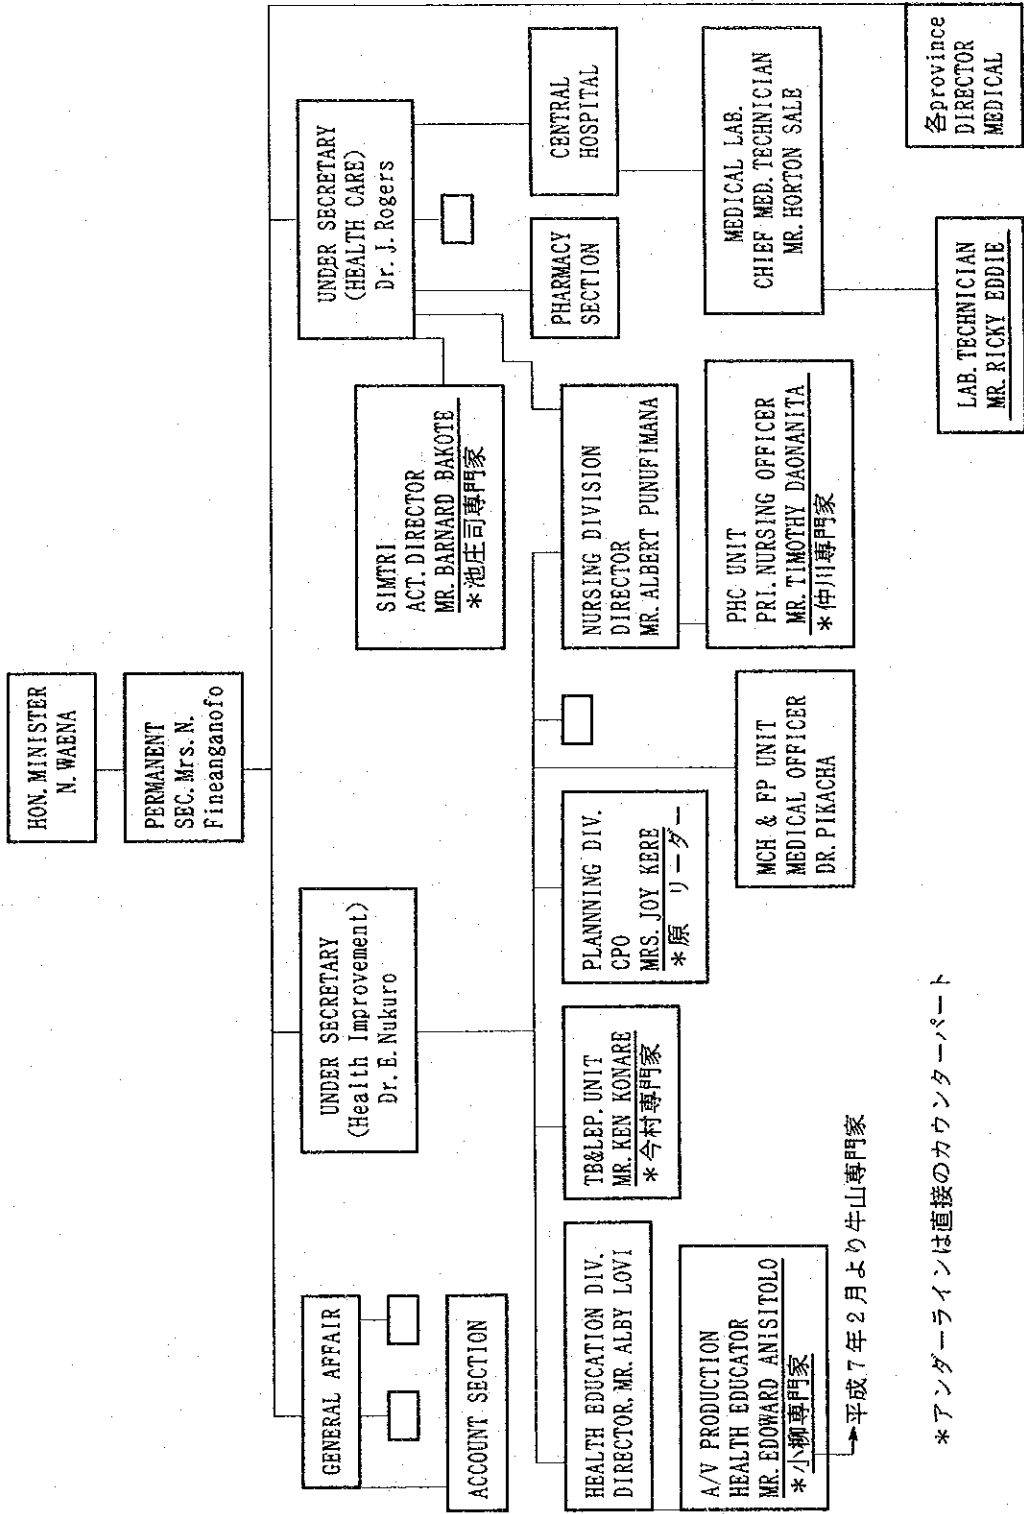 HON. MINISTER
N. WAENA
PERMANENT
SEC. Mrs. N.
Fineanganofo
GENERAL AFFAIR
ACCOUNT SECTION
UNDER SECRETARY
(Health Improvement)
Dr. E. Nukuro
UNDER SECRETARY
(HEALTH CARE)
Dr. J. Rogers
SIMTRI
ACT. DIRECTOR
MR. BARNARD BAKOTE
*池庄司専門家
PHARMACY
SECTION
CENTRAL
HOSPITAL
HEALTH EDUCATION DIV.
DIRECTOR, MR. ALBY LOVI
TB&LEP. UNIT
MR. KEN KONARE
*今村専門家
PLANNNING DIV.
CPO
MRS. JOY KERE
*原 リーダー
NURSING DIVISION
DIRECTOR
MR. ALBERT PUNUFIMANA
A/V PRODUCTION
HEALTH EDUCATOR
MR. EDOWARD ANISITOLO
*小柳専門家
平成7年2月より牛山専門家
MCH & FP UNIT
MEDICAL OFFICER
DR. PIKACHA
PHC UNIT
PRI. NURSING OFFICER
MR. TIMOTHY DAONANITA
*仲川専門家
MEDICAL LAB.
CHIEF MED. TECHNICIAN
MR. HORTON SALE
LAB. TECHNICIAN
MR. RICKY EDDIE
各province
DIRECTOR
MEDICAL
*アンダーラインは直接のカウンターパート